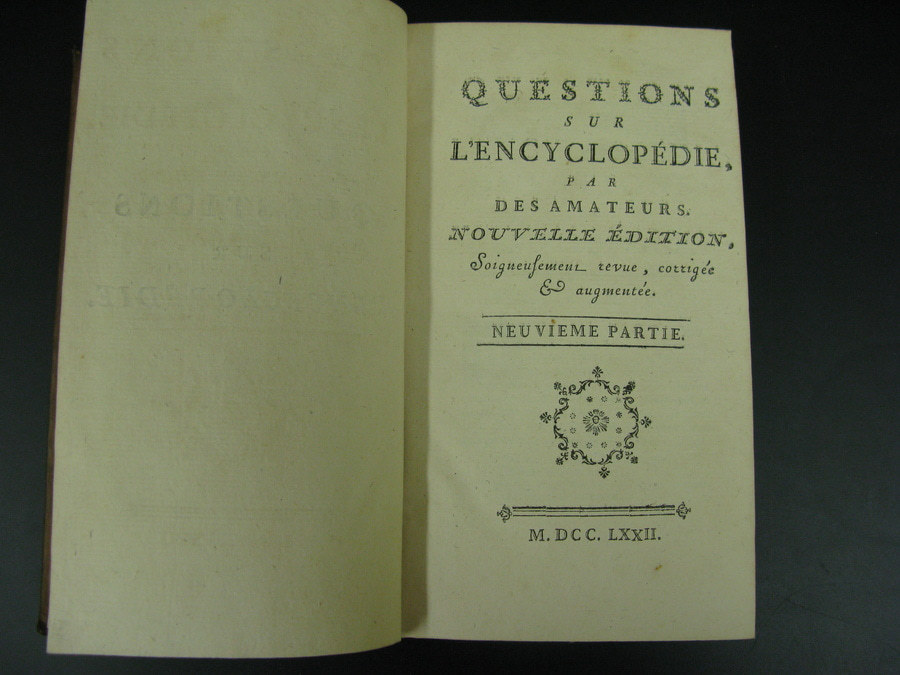 QUESTIONS
SUR
L'ENCYCLOPÉDIE,
PAR
DES AMATEURS.
NOUVELLE ÉDITION,
Soigneusement revue, corrigée
& augmentée.
NEUVIEME PARTIE.
M. DCC. LXXII.